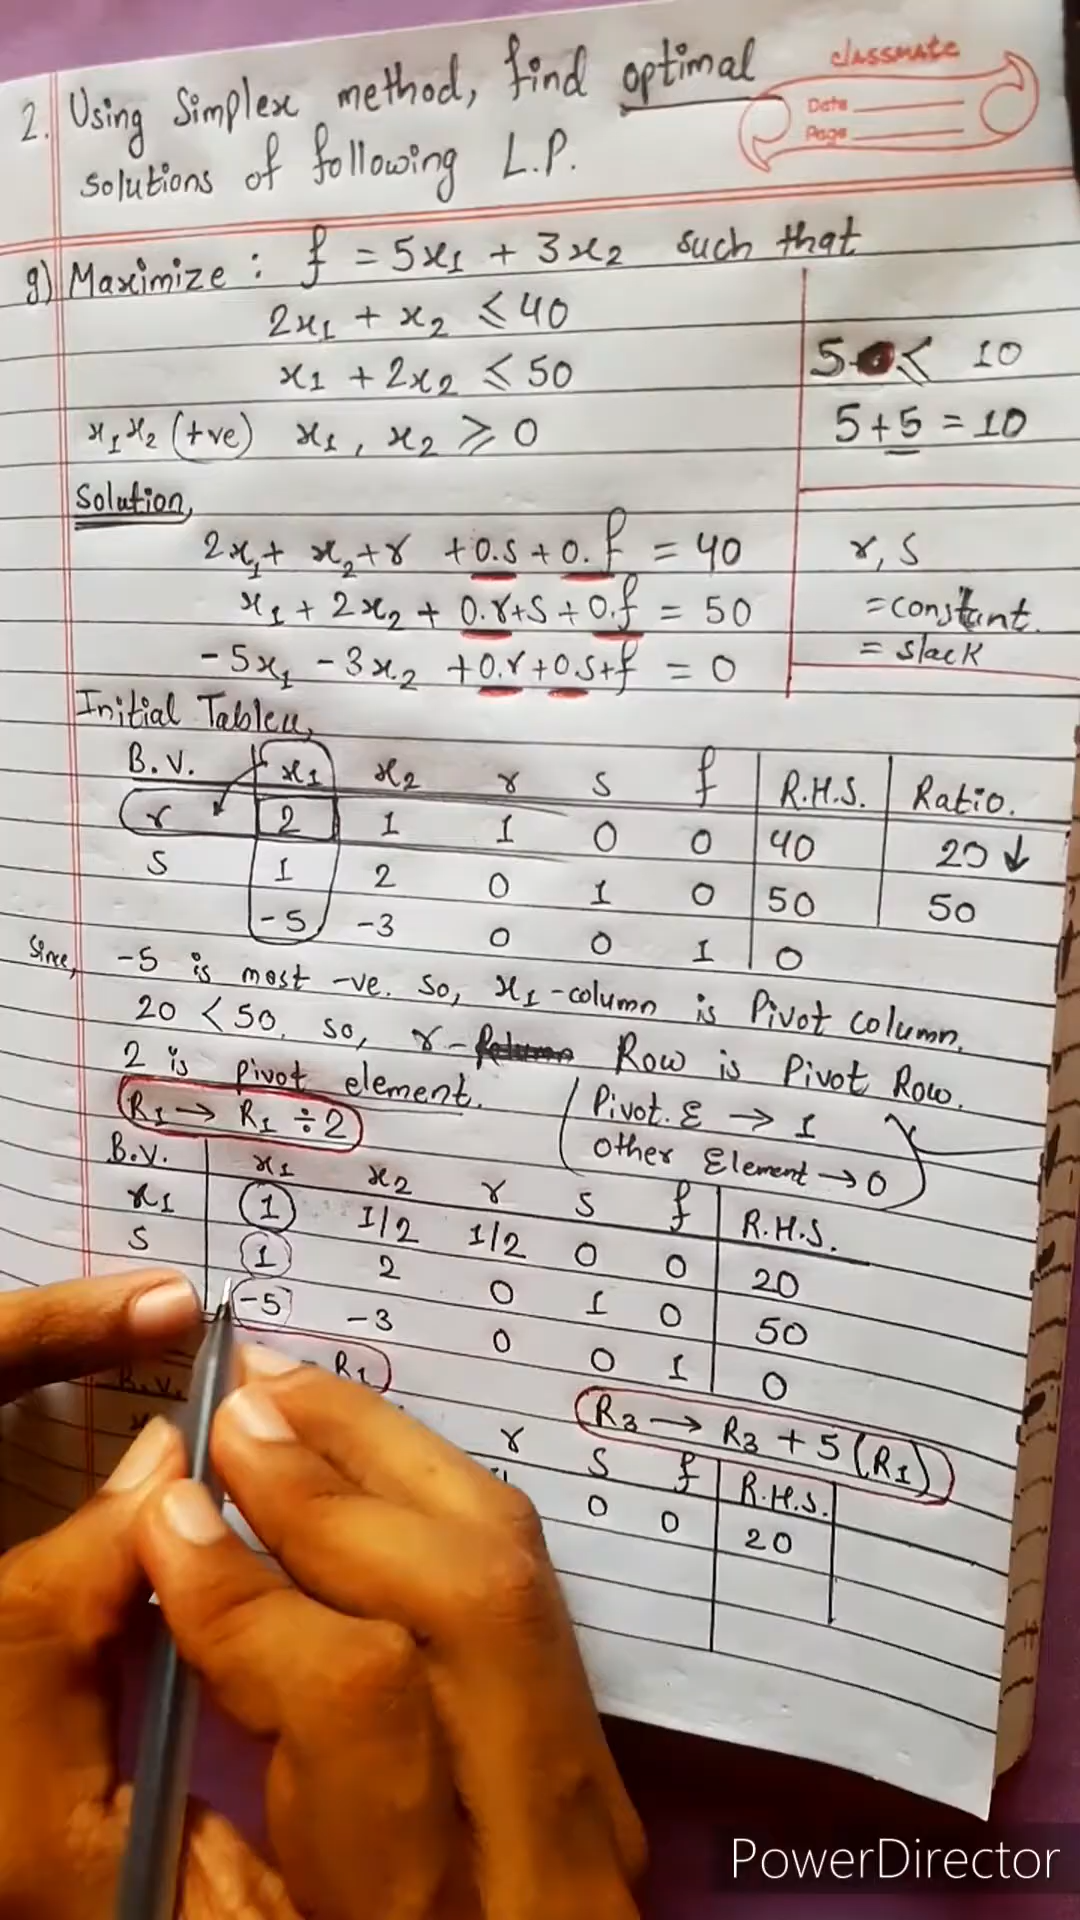 classmate
Date
Page
2. Using Simplex method, find optimal
solutions of following L.P.
g) Maximize : f = 5x₁ + 3x₂ such that
2x₁ + x₂ ⩽ 40
x₁ + 2x₂ ⩽ 50
x₁x₂ (+ve) x₁, x₂ ⩾ 0
5 < 10
5 + 5 = 10
Solution,
2x₁ + x₂ + r + 0.s + 0.f = 40
x₁ + 2x₂ + 0.r + s + 0.f = 50
-5x₁ - 3x₂ + 0.r + 0.s + f = 0
r, s
= constant.
= slack
Initial Tableu,
B.V. x₁ x₂ r s f R.H.S. Ratio.
r 2 1 1 0 0 40 20 ↓
s 1 2 0 1 0 50 50
-5 -3 0 0 1 0
Since, -5 is most -ve. so, x₁-column is Pivot column.
20 < 50. so, r- Row is Pivot Row.
2 is pivot element.
R₁ → R₁ ÷ 2
Pivot. E → 1
other Element → 0
B.V. x₁ x₂ r s f R.H.S.
x₁ 1 1/2 1/2 0 0 20
s 1 2 0 1 0 50
-5 -3 0 0 1 0
R₁
R₃ → R₃ + 5(R₁)
B.V. r s f R.H.S.
0 0 20
PowerDirector